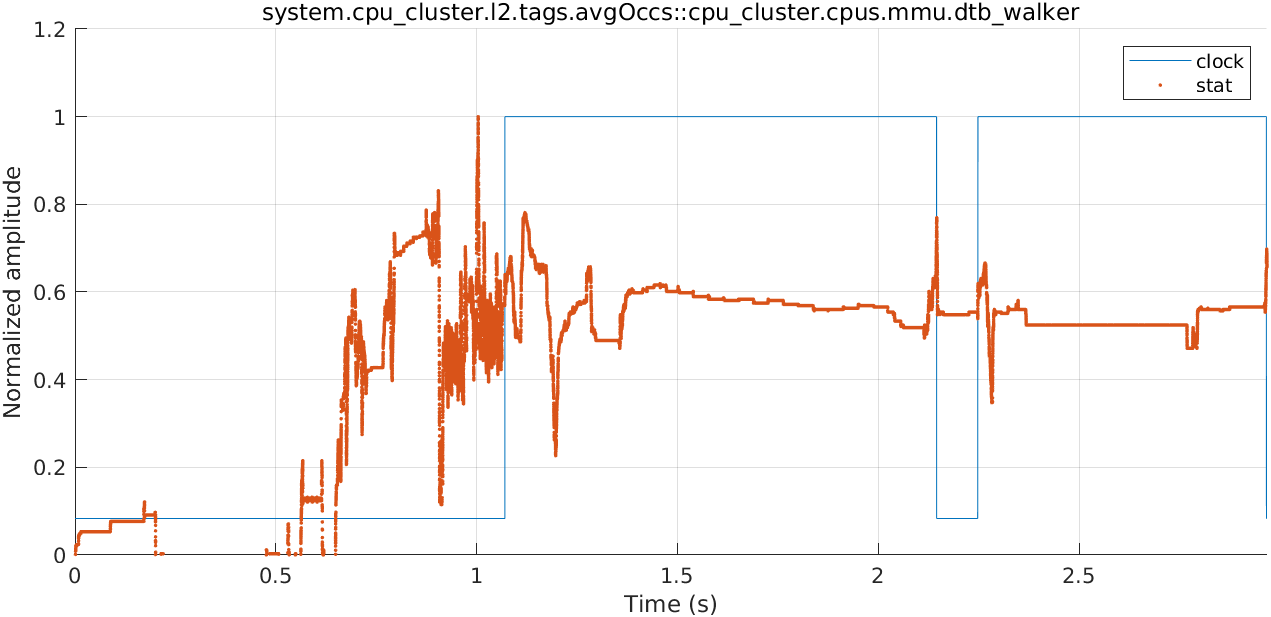 system.cpu_cluster.l2.tags.avgOccs::cpu_cluster.cpus.mmu.dtb_walker
1.2
clock
stat
1
0.8
0.6
0.4
0.2
0
Normalized amplitude
0
0.5
1
1.5
2
2.5
Time (s)